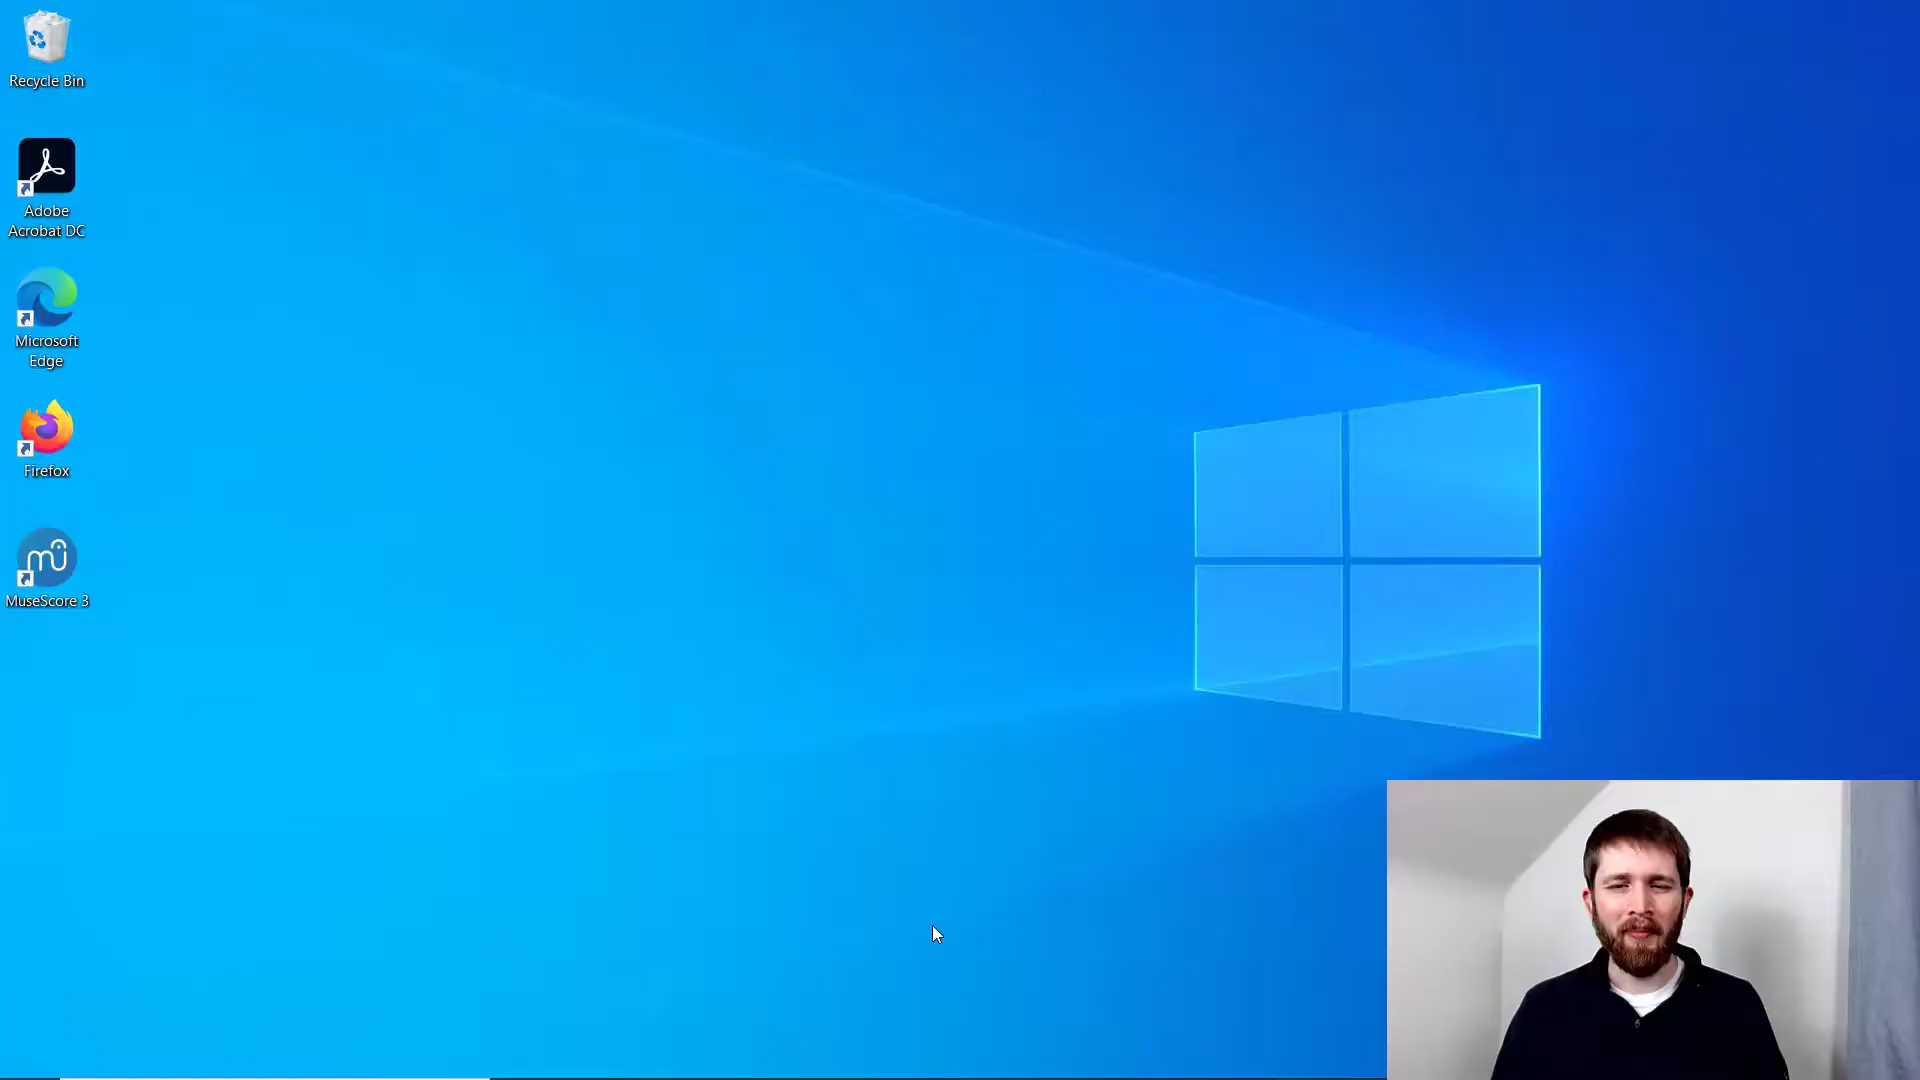 Recycle Bin
Adobe
Acrobat DC
Microsoft
Edge
Firefox
MuseScore 3